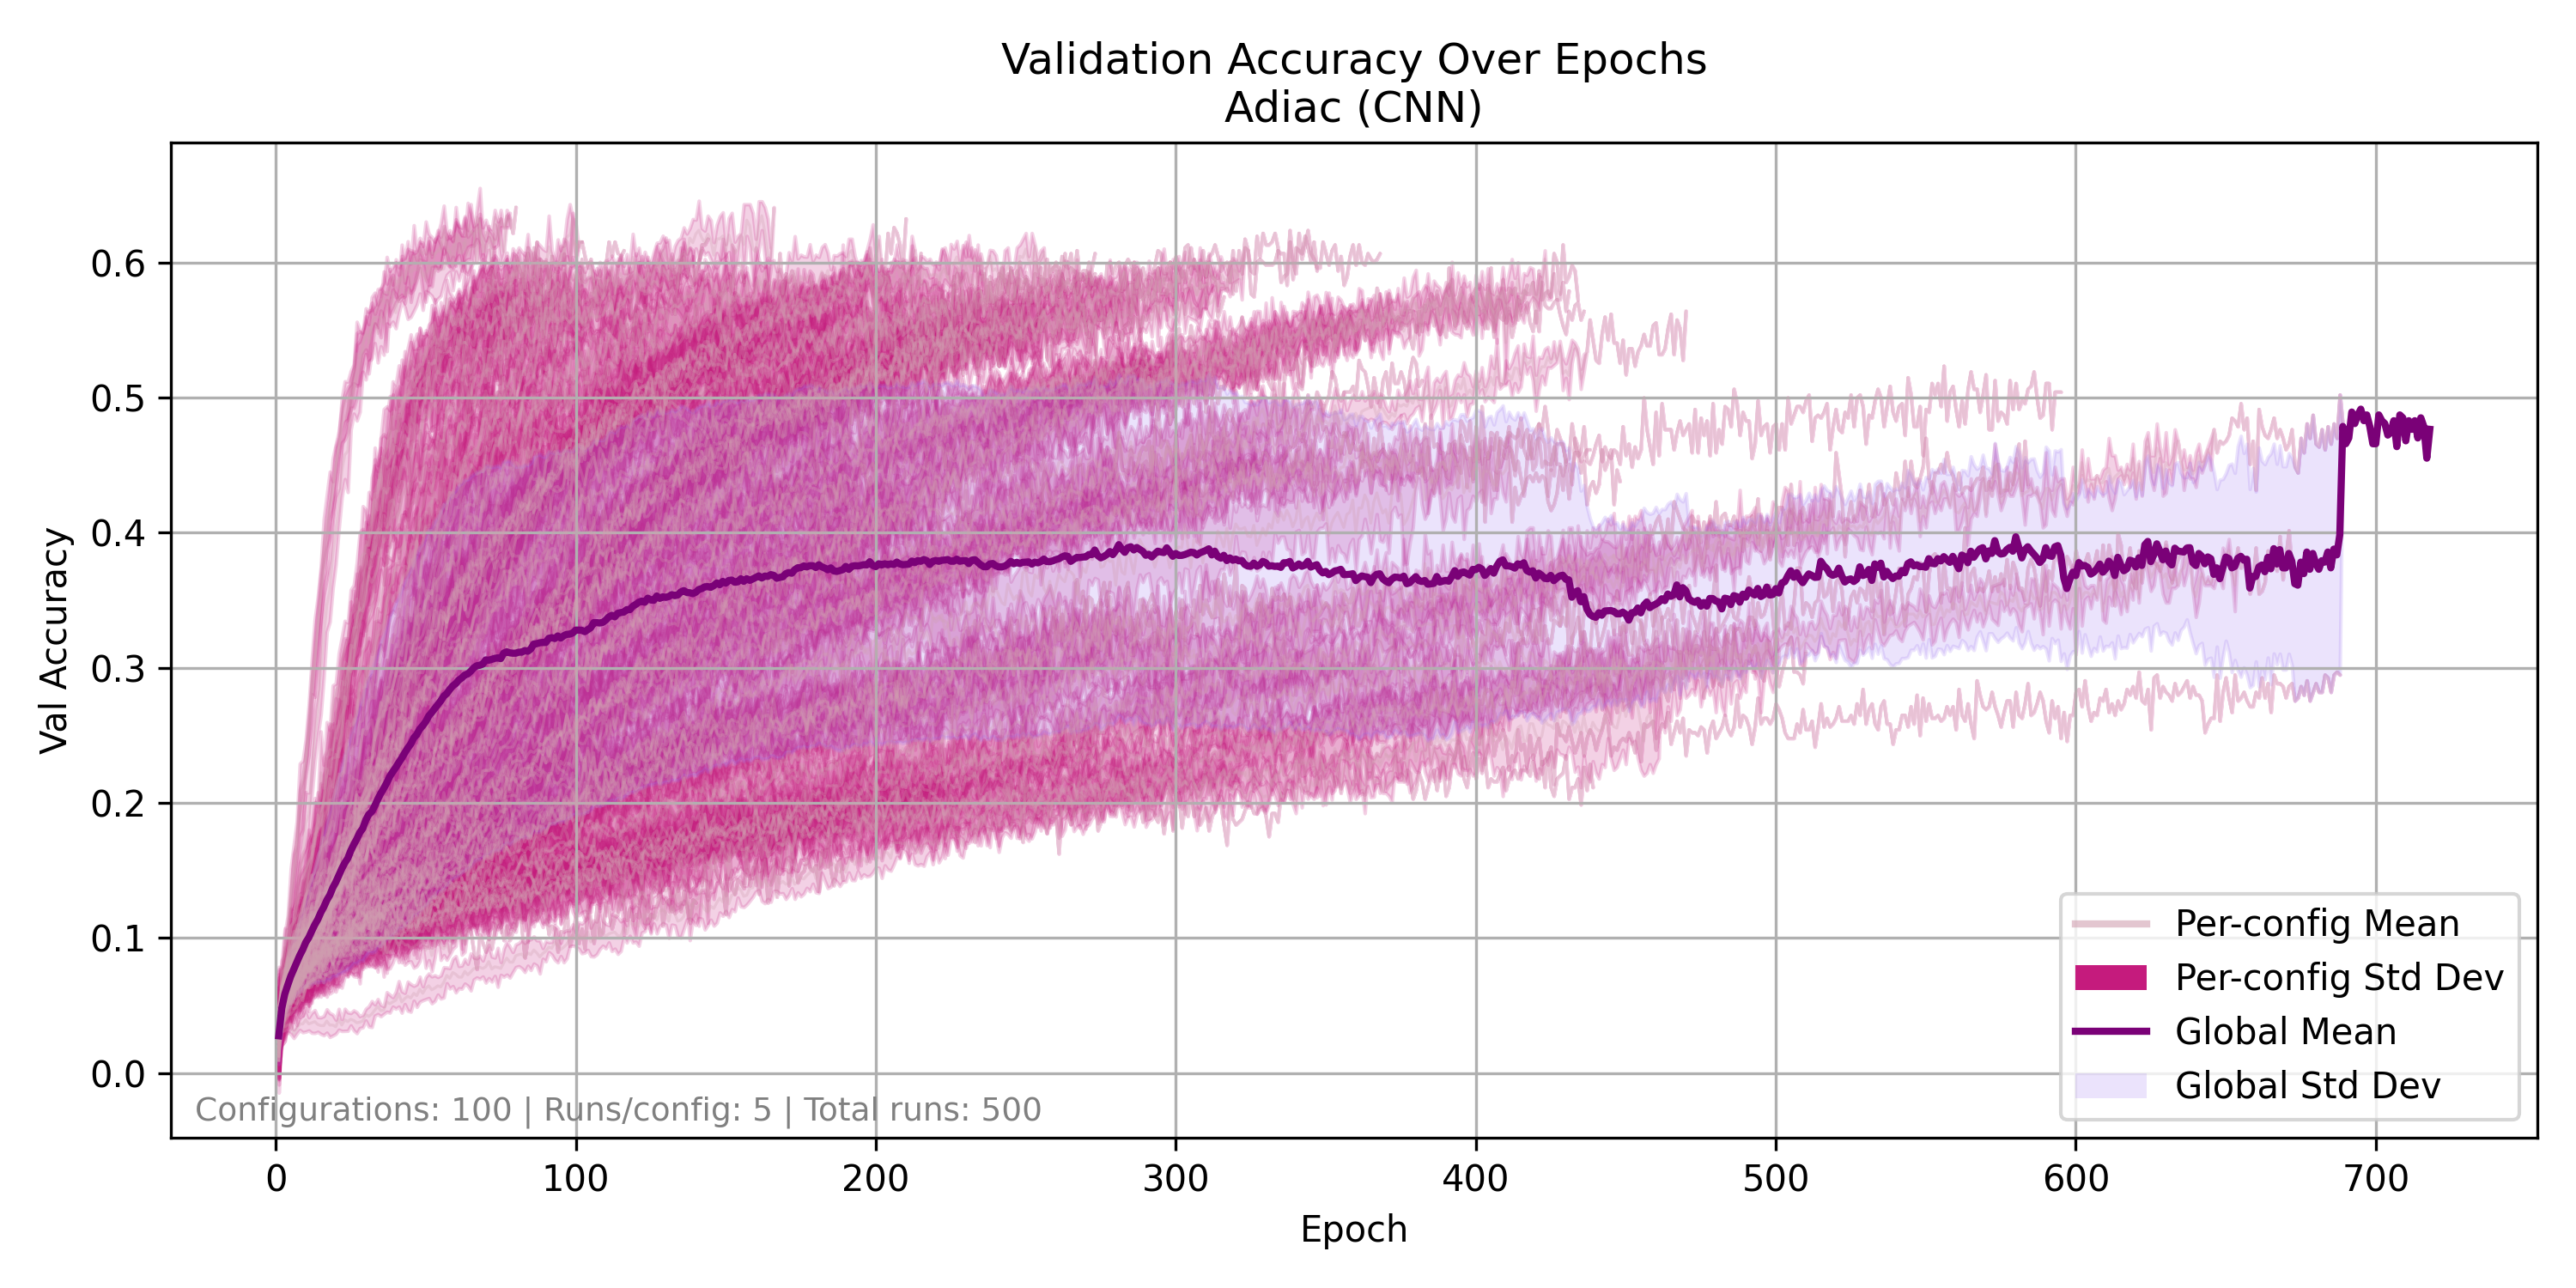 Validation Accuracy Over Epochs
Adiac (CNN)
Val Accuracy
0.6
0.5
0.4
0.3
0.2
0.1
0.0
Per-config Mean
Per-config Std Dev
Global Mean
Global Std Dev
Configurations: 100 | Runs/config: 5 | Total runs: 500
0 100 200 300 400 500 600 700
Epoch